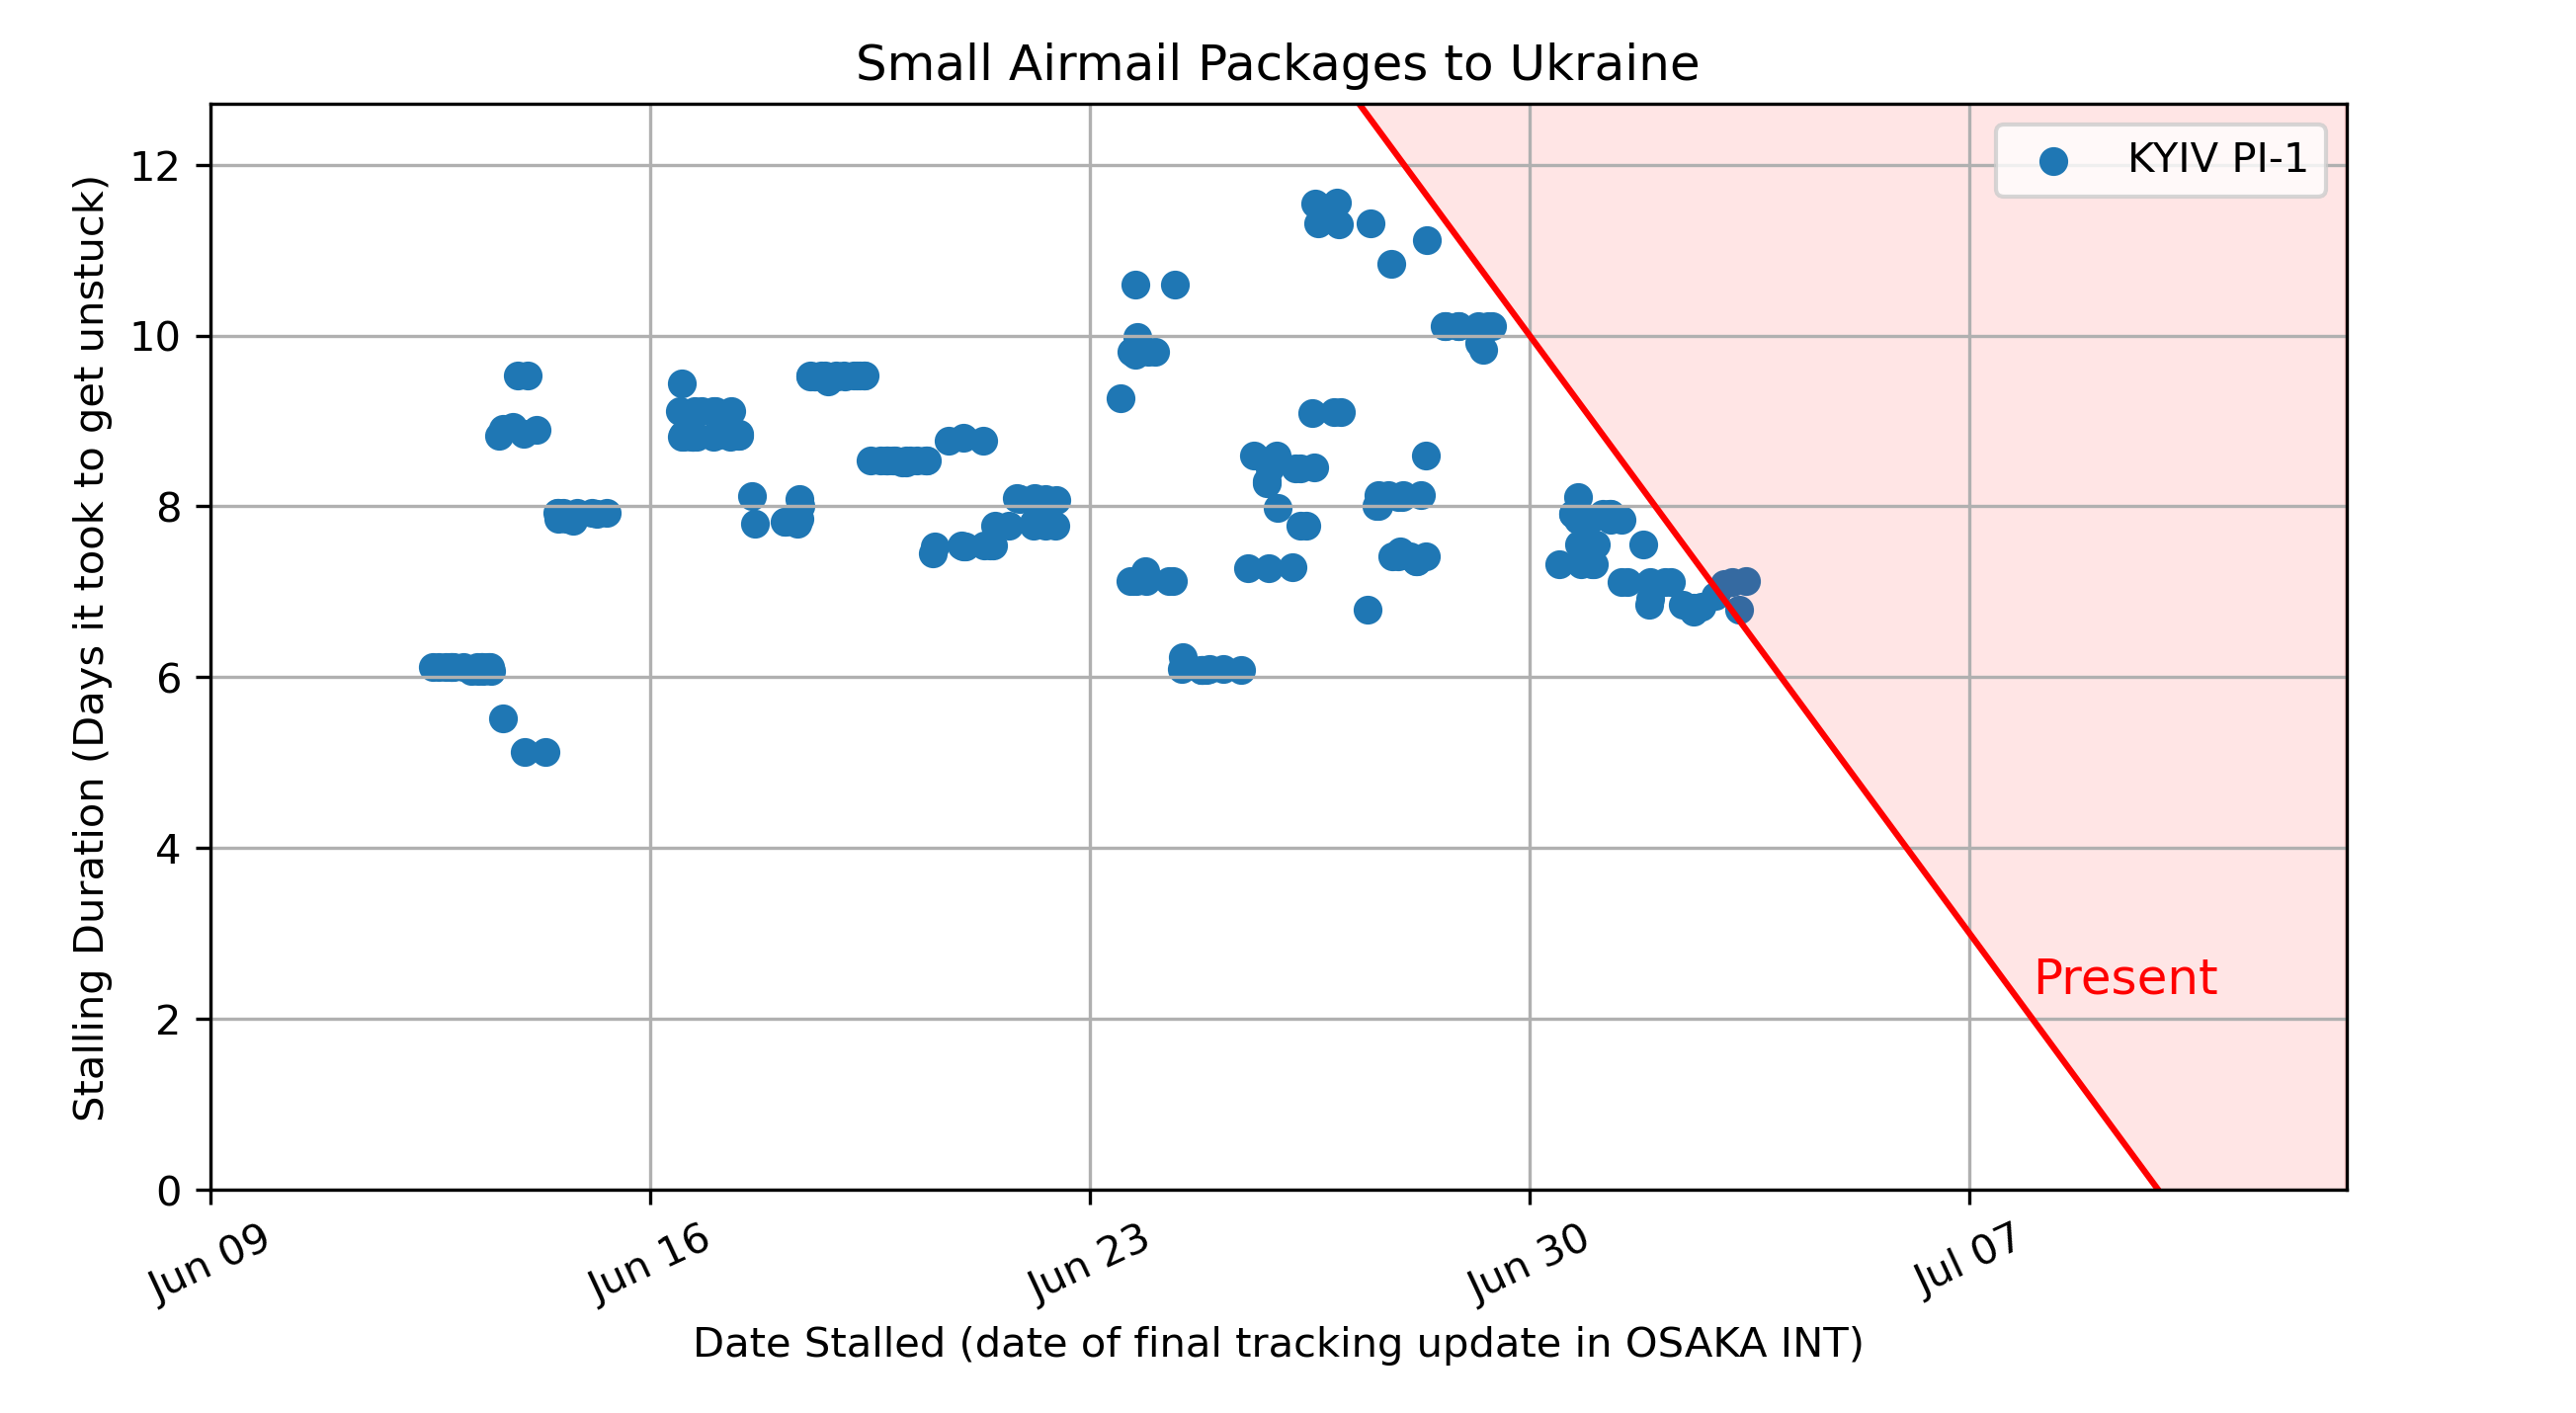 Small Airmail Packages to Ukraine
KYIV PI-1
Present
Stalling Duration (Days it took to get unstuck)
12
10
8
6
4
2
0
Jun 09
Jun 16
Jun 23
Jun 30
Jul 07
Date Stalled (date of final tracking update in OSAKA INT)